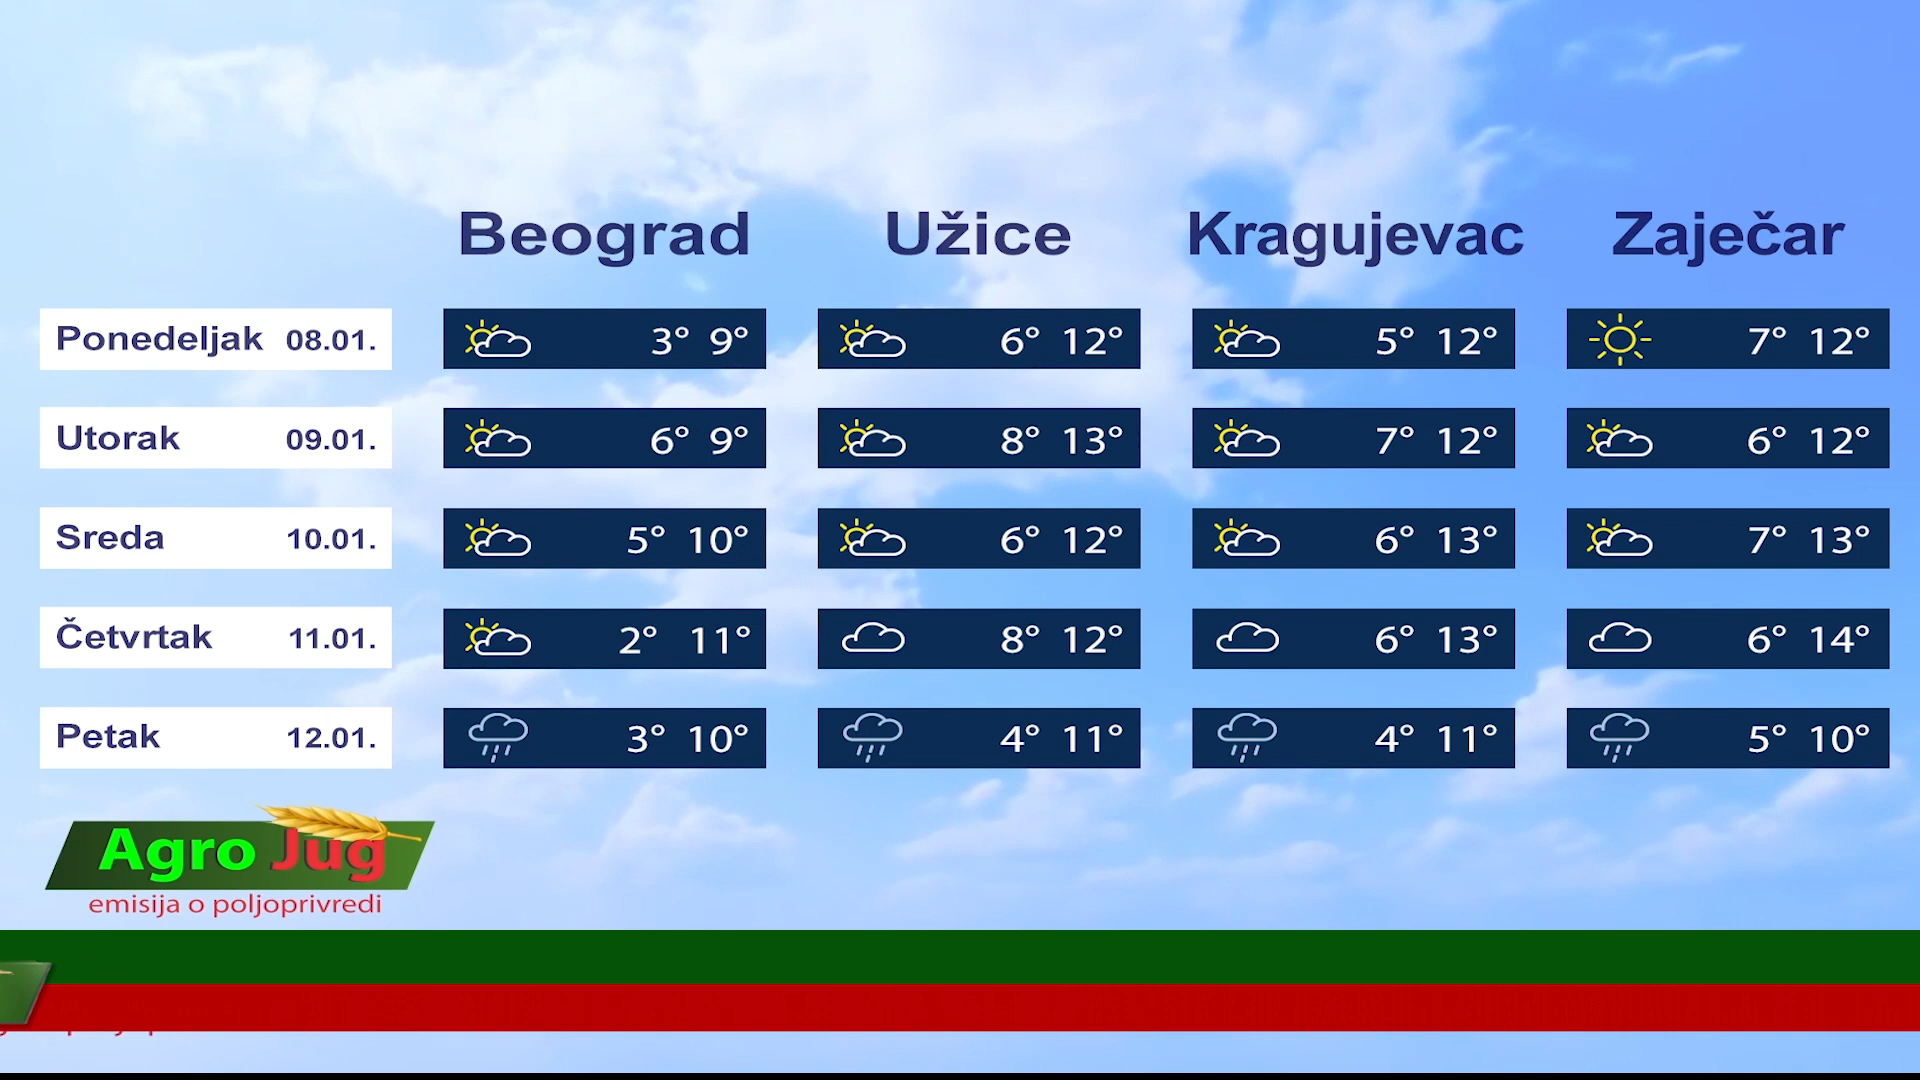 Beograd Užice Kragujevac Zaječar
Ponedeljak 08.01. 3° 9° 6° 12° 5° 12° 7° 12°
Utorak 09.01. 6° 9° 8° 13° 7° 12° 6° 12°
Sreda 10.01. 5° 10° 6° 12° 6° 13° 7° 13°
Četvrtak 11.01. 2° 11° 8° 12° 6° 13° 6° 14°
Petak 12.01. 3° 10° 4° 11° 4° 11° 5° 10°
Agro Jug
emisija o poljoprivredi